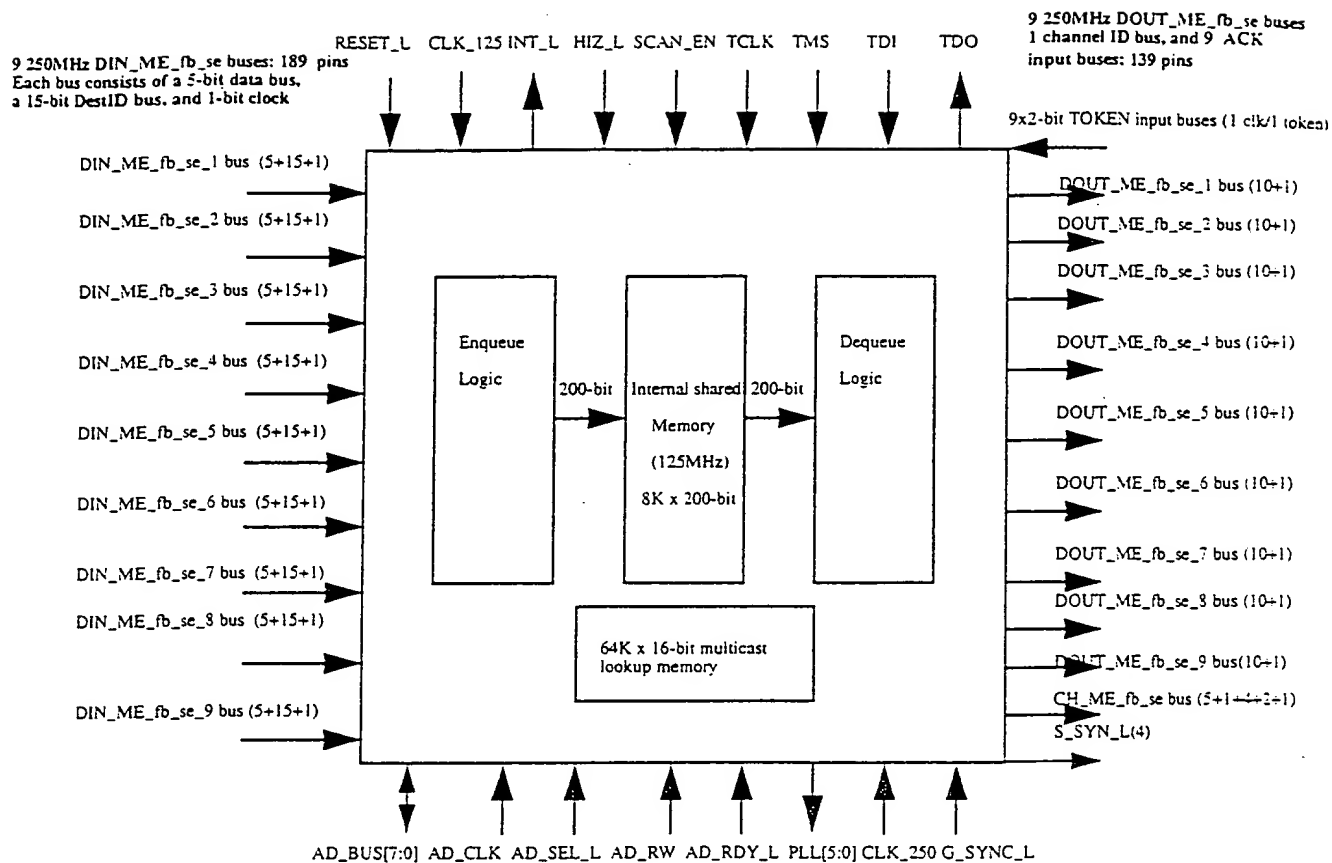 9 250MHz DOUT_ME_fb_se buses
1 channel ID bus, and 9 ACK
input buses: 139 pins
RESET_L CLK_125 INT_L HIZ_L SCAN_EN TCLK TMS TDI TDO
9 250MHz DIN_ME_fb_se buses: 189 pins
Each bus consists of a 5-bit data bus,
a 15-bit DestID bus, and 1-bit clock
9x2-bit TOKEN input buses (1 clk/1 token)
DIN_ME_fb_se_1 bus (5+15+1)
DOUT_ME_fb_se_1 bus (10+1)
DIN_ME_fb_se_2 bus (5+15+1)
DOUT_ME_fb_se_2 bus (10+1)
DIN_ME_fb_se_3 bus (5+15+1)
DOUT_ME_fb_se_3 bus (10+1)
DIN_ME_fb_se_4 bus (5+15+1)
DOUT_ME_fb_se_4 bus (10+1)
DIN_ME_fb_se_5 bus (5+15+1)
DOUT_ME_fb_se_5 bus (10+1)
DIN_ME_fb_se_6 bus (5+15+1)
DOUT_ME_fb_se_6 bus (10+1)
DIN_ME_fb_se_7 bus (5+15+1)
DOUT_ME_fb_se_7 bus (10+1)
DIN_ME_fb_se_8 bus (5+15+1)
DOUT_ME_fb_se_8 bus (10+1)
DIN_ME_fb_se_9 bus (5+15+1)
DOUT_ME_fb_se_9 bus(10+1)
CH_ME_fb_se bus (5+1+4+2+1)
S_SYN_L(4)
Enqueue
Logic
200-bit
Internal shared
Memory
(125MHz)
8K x 200-bit
200-bit
Dequeue
Logic
64K x 16-bit multicast
lookup memory
AD_BUS[7:0] AD_CLK AD_SEL_L AD_RW AD_RDY_L PLL[5:0] CLK_250 G_SYNC_L